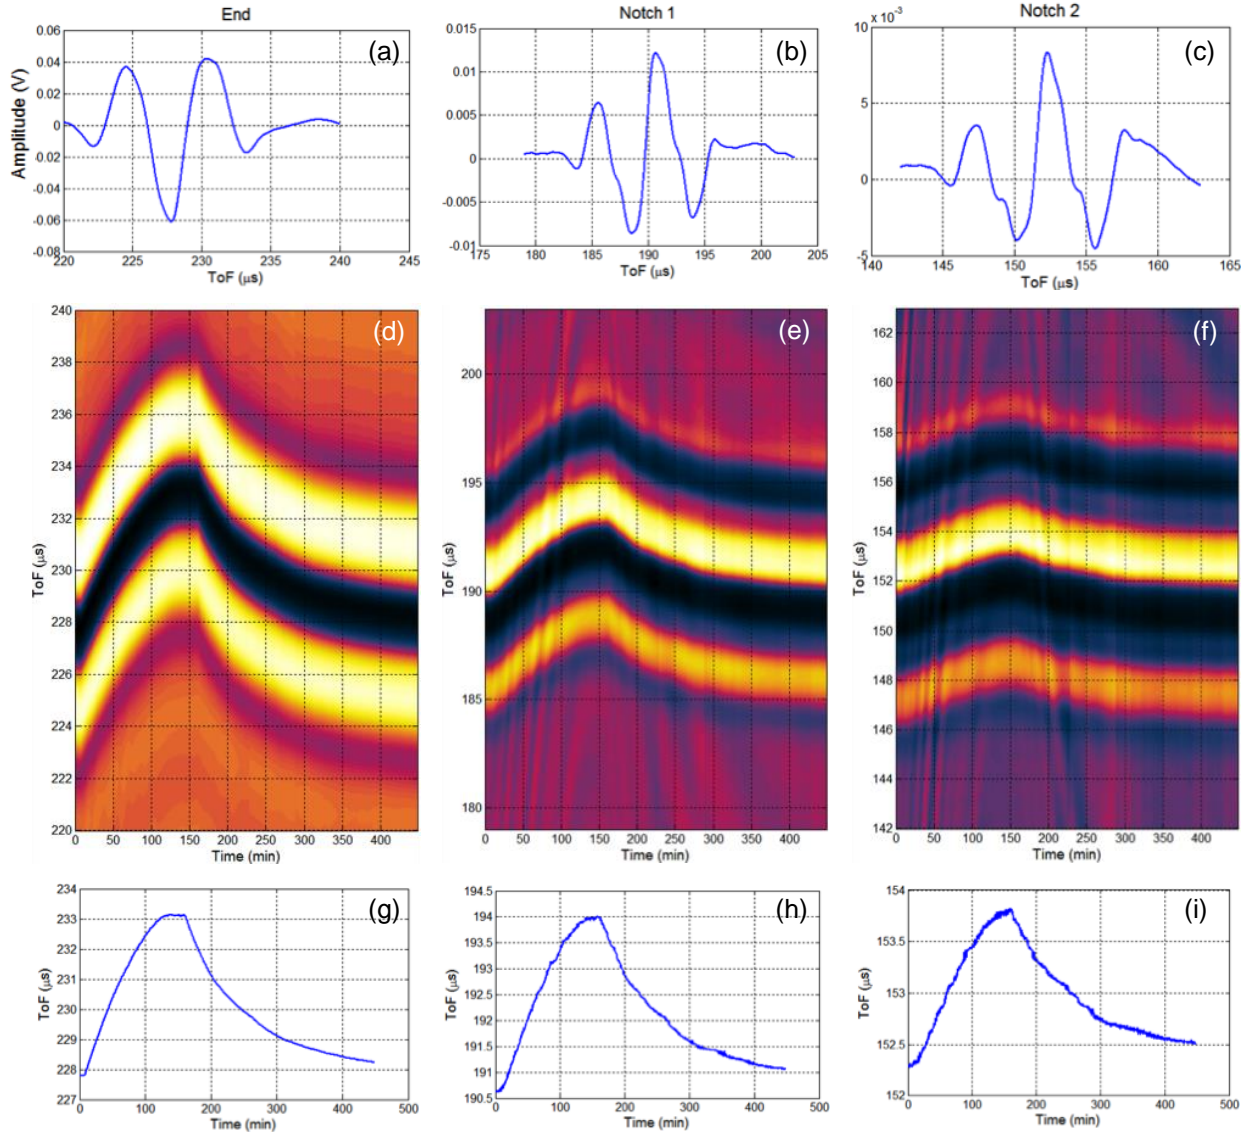 End
(a)
Amplitude (V)
0.06
0.04
0.02
0
-0.02
-0.04
-0.06
-0.08
220 225 230 235 240 245
ToF (μs)
Notch 1
(b)
0.015
0.01
0.005
0
-0.005
-0.01
175 185 190 195 200 205
ToF (μs)
Notch 2
(c)
x 10⁻³
10
5
0
-5
140 145 150 155 160 165
ToF (μs)
(d)
ToF (μs)
240
238
236
234
232
230
228
226
224
222
220
0 50 100 150 200 250 300 350 400
Time (min)
(e)
ToF (μs)
200
195
190
185
180
0 50 100 150 200 250 300 350 400
Time (min)
(f)
ToF (μs)
162
160
158
156
154
152
150
148
146
144
142
0 50 100 150 200 250 300 350 400
Time (min)
(g)
ToF (μs)
234
233
232
231
230
229
228
227
0 100 200 300 400 500
Time (min)
(h)
ToF (μs)
194.5
194
193.5
193
192.5
192
191.5
191
190.5
0 100 200 300 400 500
Time (min)
(i)
ToF (μs)
154
153.5
153
152.5
152
0 100 200 300 400 500
Time (min)